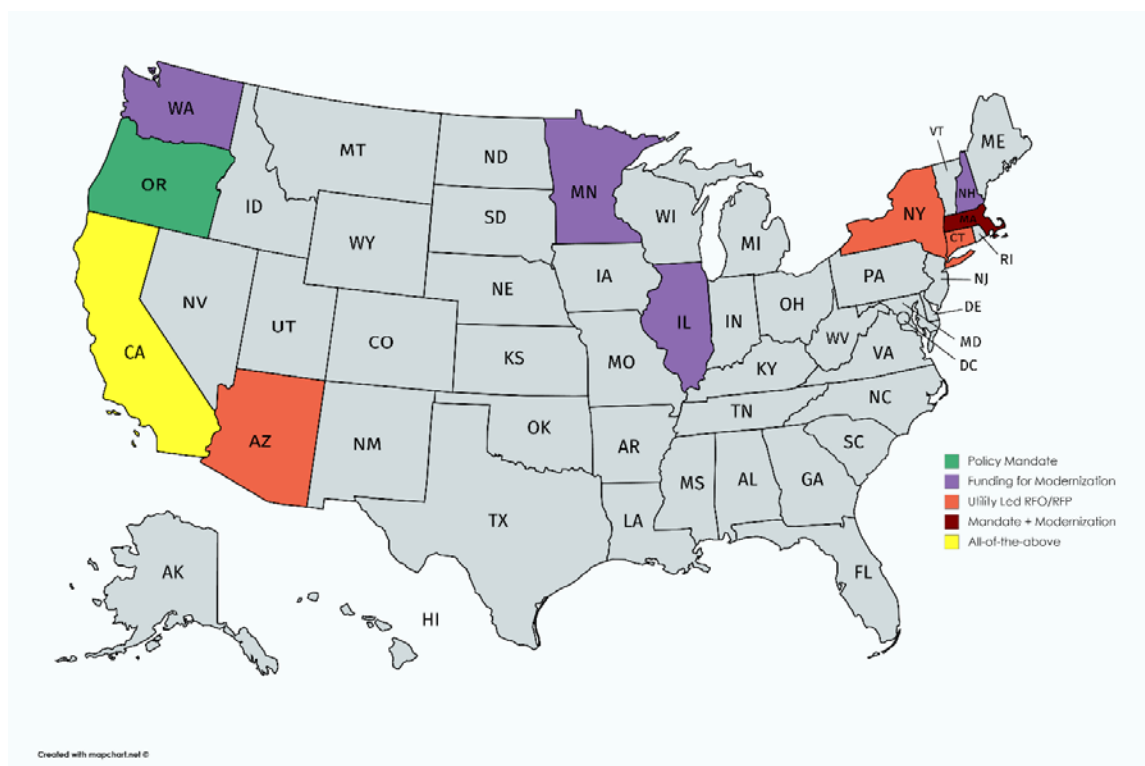 WA
MT
ND
MN
VT
ME
OR
ID
SD
WI
NH
NY
MA
WY
MI
CT
RI
IA
PA
NJ
NE
NV
OH
DE
UT
IL
IN
CO
WV
MD
CA
KS
MO
VA
DC
KY
NC
TN
AZ
NM
OK
AR
SC
MS
AL
GA
TX
LA
Policy Mandate
Funding for Modernization
Utility Led RFO/RFP
Mandate + Modernization
All-of-the-above
AK
FL
HI
Created with mapchart.net ©